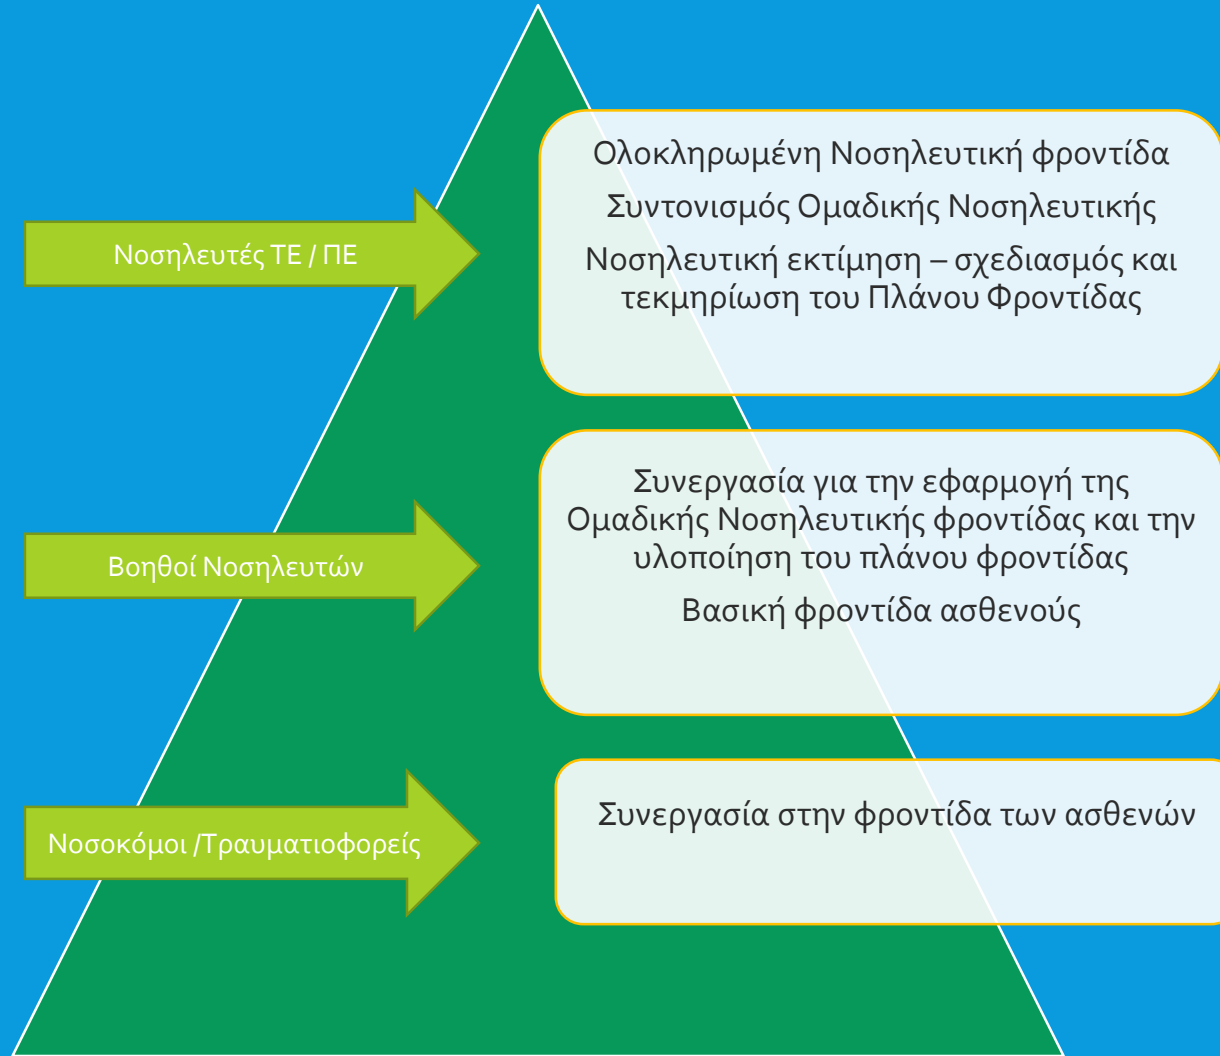 Νοσηλευτές ΤΕ / ΠΕ
Ολοκληρωμένη Νοσηλευτική φροντίδα
Συντονισμός Ομαδικής Νοσηλευτικής
Νοσηλευτική εκτίμηση – σχεδιασμός και
τεκμηρίωση του Πλάνου Φροντίδας
Βοηθοί Νοσηλευτών
Συνεργασία για την εφαρμογή της
Ομαδικής Νοσηλευτικής φροντίδας και την
υλοποίηση του πλάνου φροντίδας
Βασική φροντίδα ασθενούς
Νοσοκόμοι /Τραυματιοφορείς
Συνεργασία στην φροντίδα των ασθενών